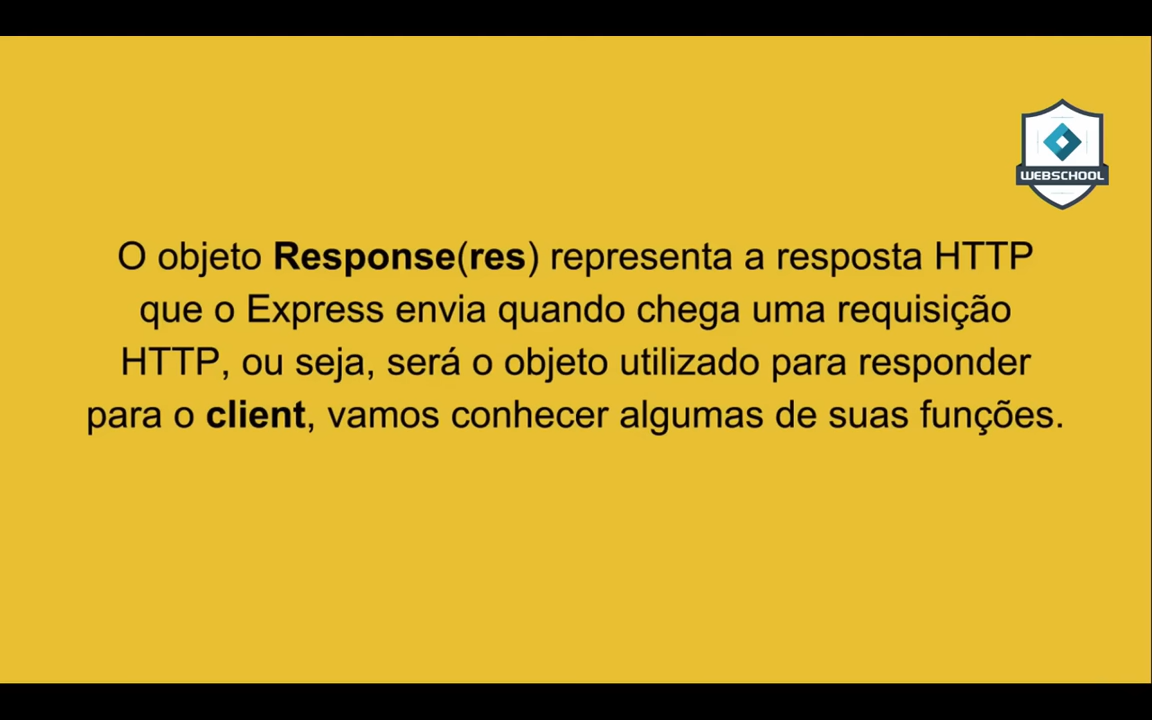 WEBSCHOOL
O objeto Response(res) representa a resposta HTTP
que o Express envia quando chega uma requisição
HTTP, ou seja, será o objeto utilizado para responder
para o client, vamos conhecer algumas de suas funções.